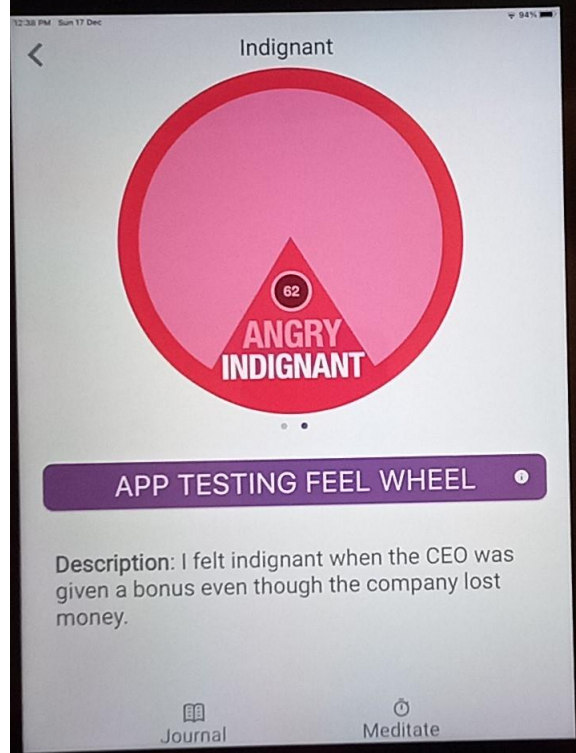 12:38 PM Sun 17 Dec
94%
Indignant
62
ANGRY
INDIGNANT
APP TESTING FEEL WHEEL
Description: I felt indignant when the CEO was
given a bonus even though the company lost
money.
Journal
Meditate